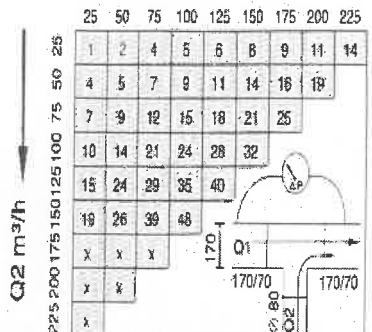 25 50 75 100 125 150 175 200 225
25 1 2 4 5 6 8 9 11 14
50 4 5 7 9 11 14 16 19
75 7 9 12 15 18 21 25
100 10 14 21 24 28 32
125 15 24 29 35 40
150 19 26 39 48
175 x x x
200 x x
225 x
Q2 m³/h
ΔP
170
Q1
170/70
170/70
Ø 80
Q2